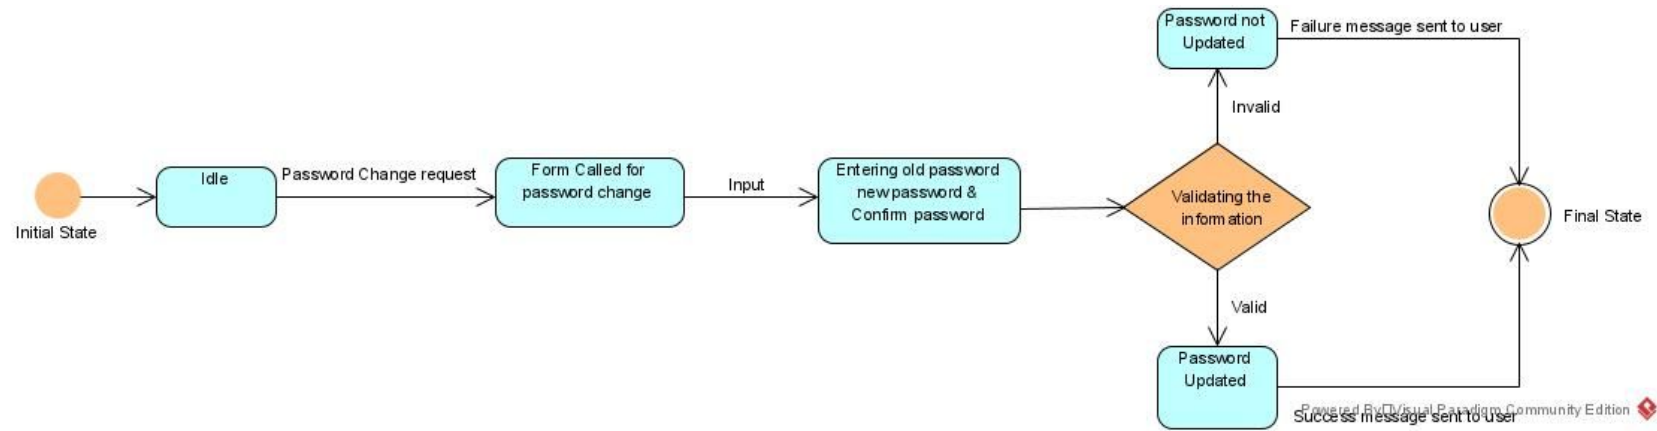 Password not
Updated
Failure message sent to user
Invalid
Idle
Password Change request
Form Called for
password change
Input
Entering old password
new password &
Confirm password
Validating the
information
Initial State
Final State
Valid
Password
Updated
Powered By Visual Paradigm Community Edition
Success message sent to user